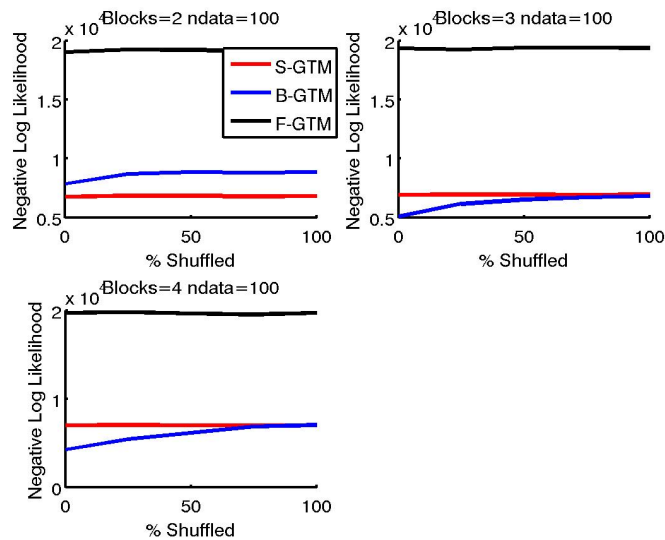 x 10⁴ Blocks=2 ndata=100
2
1.5
1
0.5
Negative Log Likelihood
0 50 100
% Shuffled
S-GTM
B-GTM
F-GTM
x 10⁴ Blocks=3 ndata=100
2
1.5
1
0.5
Negative Log Likelihood
0 50 100
% Shuffled
x 10⁴ Blocks=4 ndata=100
2
1
0
Negative Log Likelihood
0 50 100
% Shuffled